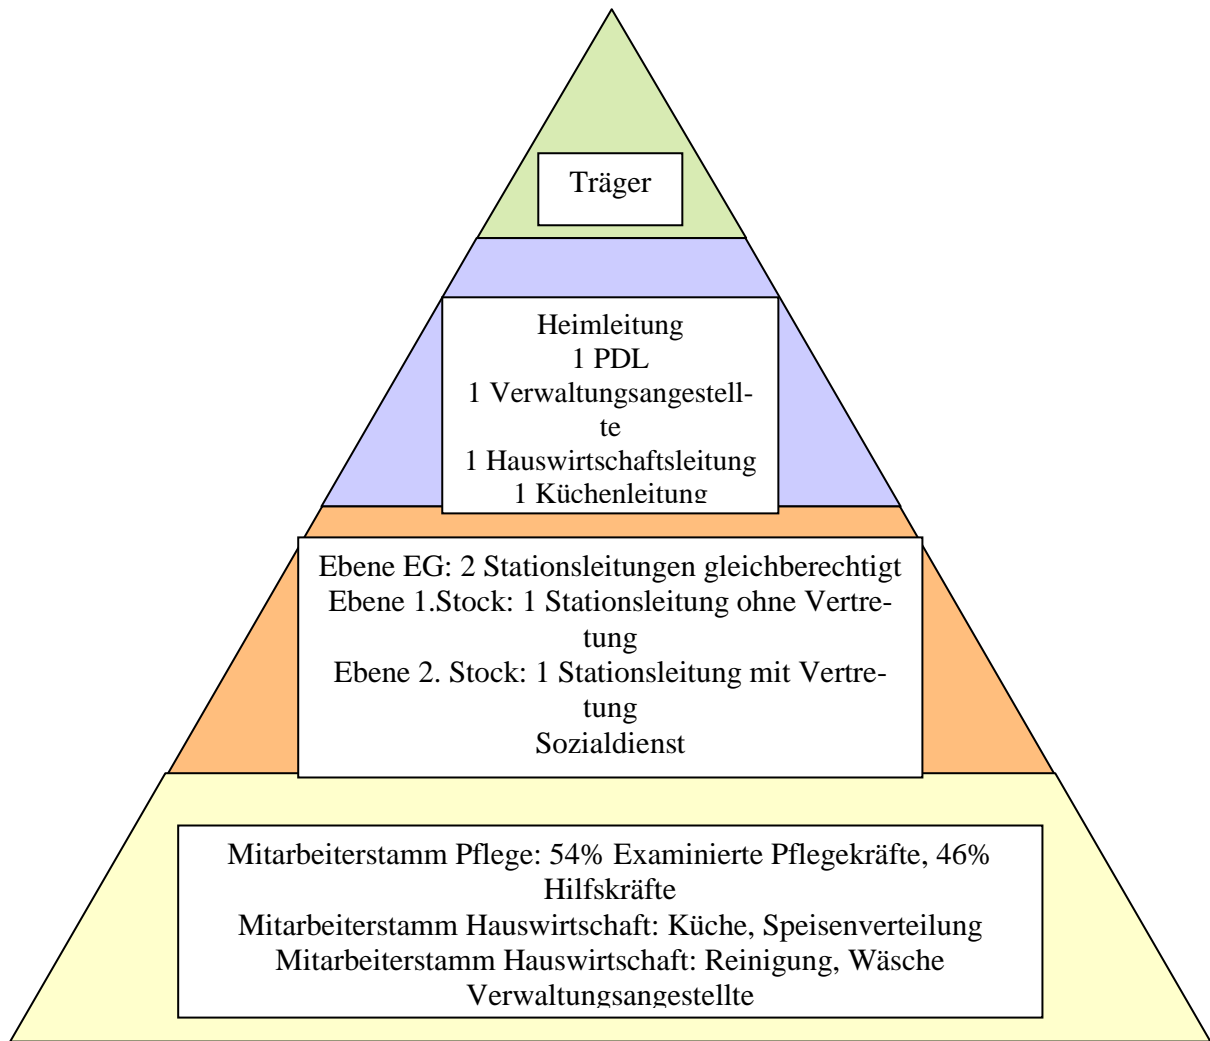 Träger
Heimleitung
1 PDL
1 Verwaltungsangestell-
te
1 Hauswirtschaftsleitung
1 Küchenleitung
Ebene EG: 2 Stationsleitungen gleichberechtigt
Ebene 1.Stock: 1 Stationsleitung ohne Vertre-
tung
Ebene 2. Stock: 1 Stationsleitung mit Vertre-
tung
Sozialdienst
Mitarbeiterstamm Pflege: 54% Examinierte Pflegekräfte, 46%
Hilfskräfte
Mitarbeiterstamm Hauswirtschaft: Küche, Speisenverteilung
Mitarbeiterstamm Hauswirtschaft: Reinigung, Wäsche
Verwaltungsangestellte